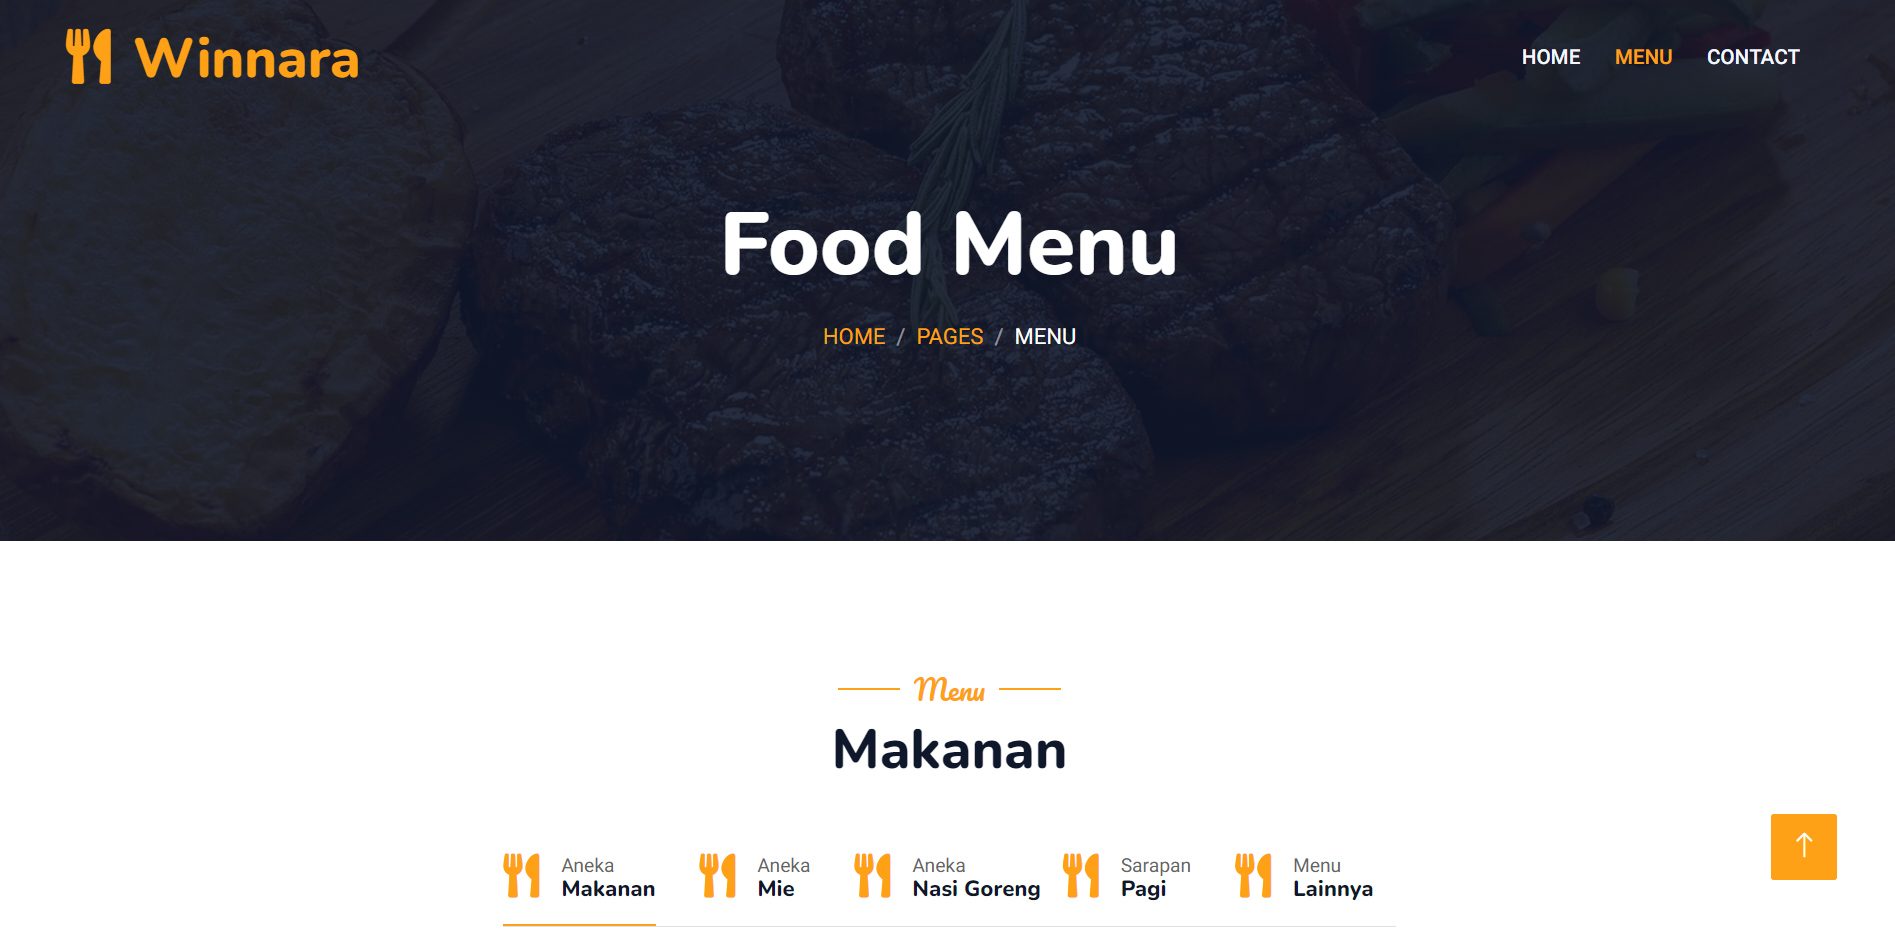 Winnara
HOME MENU CONTACT
Food Menu
HOME / PAGES / MENU
Menu
Makanan
Aneka
Makanan
Aneka
Mie
Aneka
Nasi Goreng
Sarapan
Pagi
Menu
Lainnya